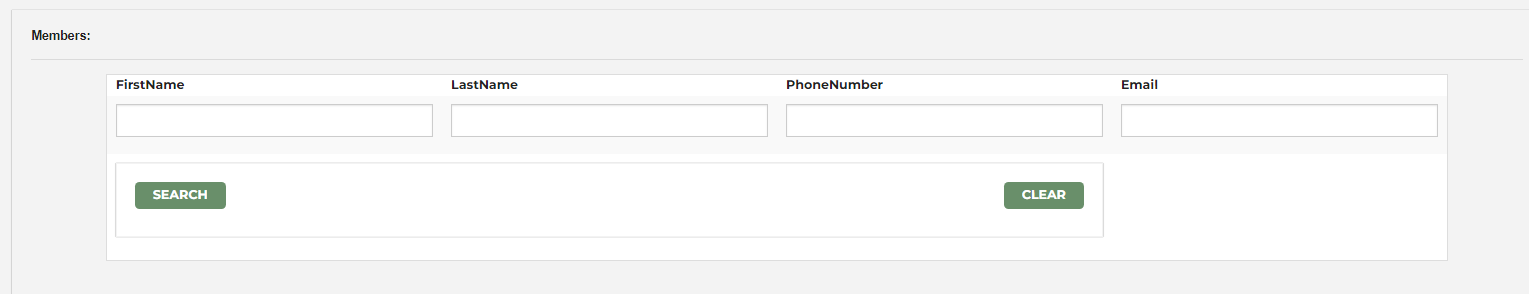 Members:
FirstName LastName PhoneNumber Email
SEARCH CLEAR